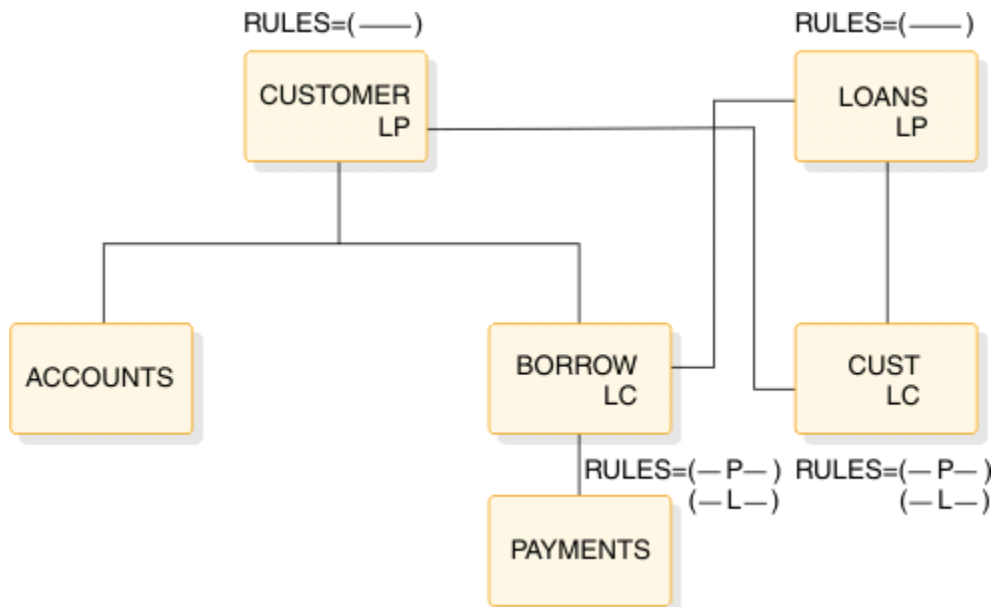 RULES=( —— )
RULES=( —— )
CUSTOMER
LP
LOANS
LP
ACCOUNTS
BORROW
LC
CUST
LC
RULES=(—P—)
(—L—)
RULES=(—P—)
(—L—)
PAYMENTS